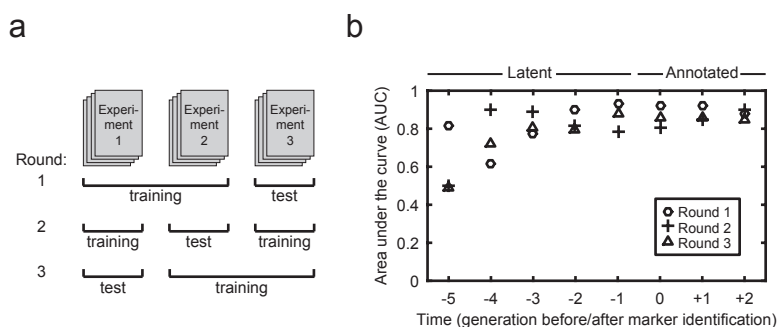 a
Experi-
ment
1
Experi-
ment
2
Experi-
ment
3
Round:
1
training
test
2
training
test
training
3
test
training
b
Latent
Annotated
Area under the curve (AUC)
1
0.8
0.6
0.4
0.2
0
Round 1
Round 2
Round 3
-5 -4 -3 -2 -1 0 +1 +2
Time (generation before/after marker identification)